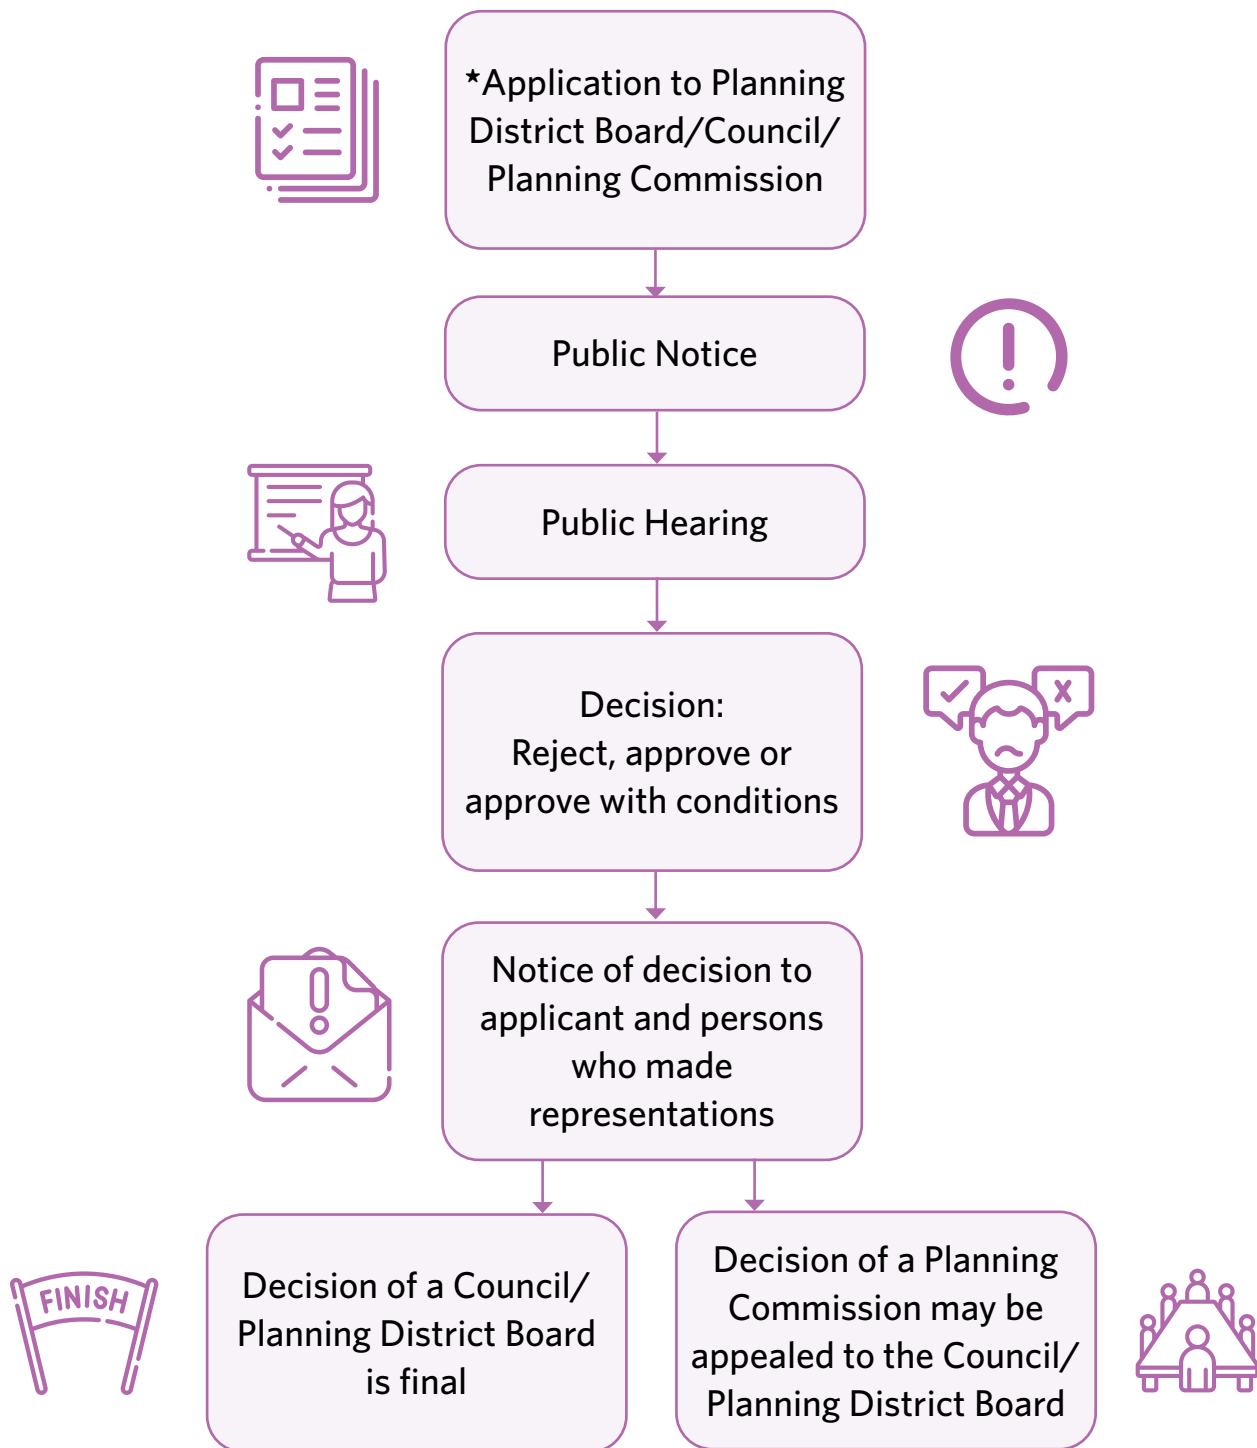 *Application to Planning
District Board/Council/
Planning Commission
Public Notice
Public Hearing
Decision:
Reject, approve or
approve with conditions
Notice of decision to
applicant and persons
who made
representations
FINISH
Decision of a Council/
Planning District Board
is final
Decision of a Planning
Commission may be
appealed to the Council/
Planning District Board